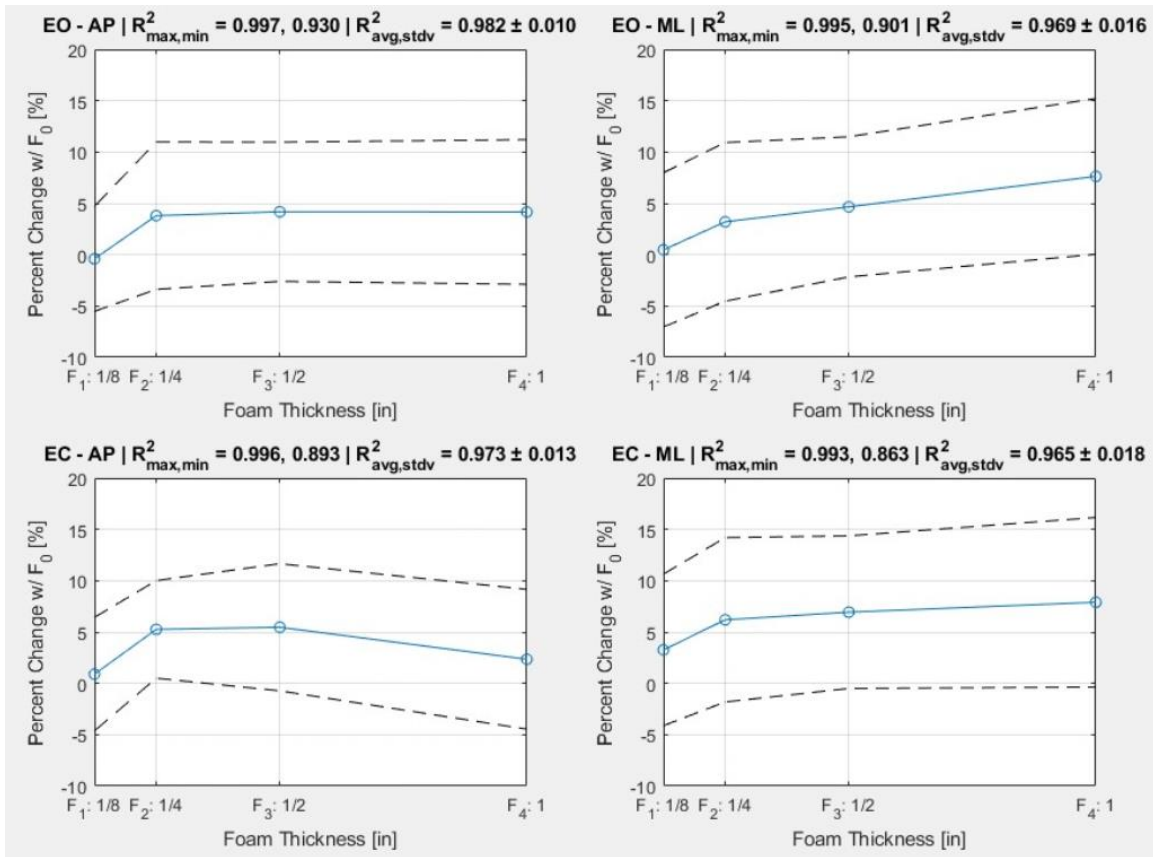 EO - AP | R²max,min = 0.997, 0.930 | R²avg,stdv = 0.982 ± 0.010
20
15
10
5
0
-5
-10
Percent Change w/ F₀ [%]
F₁: 1/8 F₂: 1/4 F₃: 1/2 F₄: 1
Foam Thickness [in]
EO - ML | R²max,min = 0.995, 0.901 | R²avg,stdv = 0.969 ± 0.016
20
15
10
5
0
-5
-10
Percent Change w/ F₀ [%]
F₁: 1/8 F₂: 1/4 F₃: 1/2 F₄: 1
Foam Thickness [in]
EC - AP | R²max,min = 0.996, 0.893 | R²avg,stdv = 0.973 ± 0.013
20
15
10
5
0
-5
-10
Percent Change w/ F₀ [%]
F₁: 1/8 F₂: 1/4 F₃: 1/2 F₄: 1
Foam Thickness [in]
EC - ML | R²max,min = 0.993, 0.863 | R²avg,stdv = 0.965 ± 0.018
20
15
10
5
0
-5
-10
Percent Change w/ F₀ [%]
F₁: 1/8 F₂: 1/4 F₃: 1/2 F₄: 1
Foam Thickness [in]